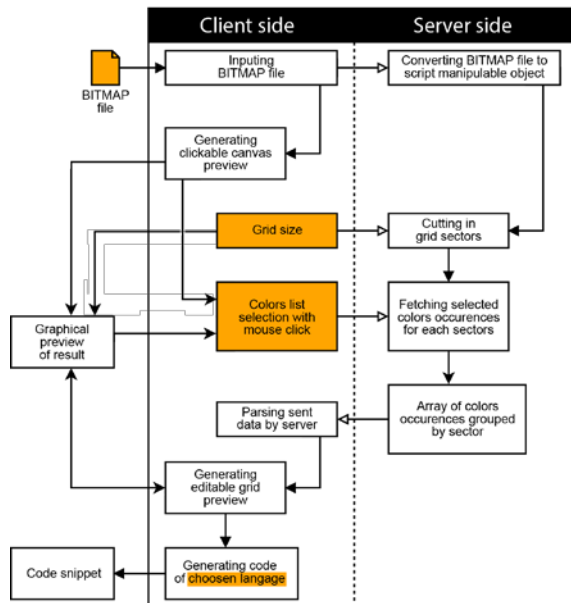 Client side
Server side
BITMAP
file
Inputing
BITMAP file
Converting BITMAP file to
script manipulable object
Generating
clickable canvas
preview
Grid size
Cutting in
grid sectors
Colors list
selection with
mouse click
Fetching selected
colors occurences
for each sectors
Graphical
preview
of result
Parsing sent
data by server
Array of colors
occurences grouped
by sector
Generating
editable grid
preview
Code snippet
Generating code
of choosen langage